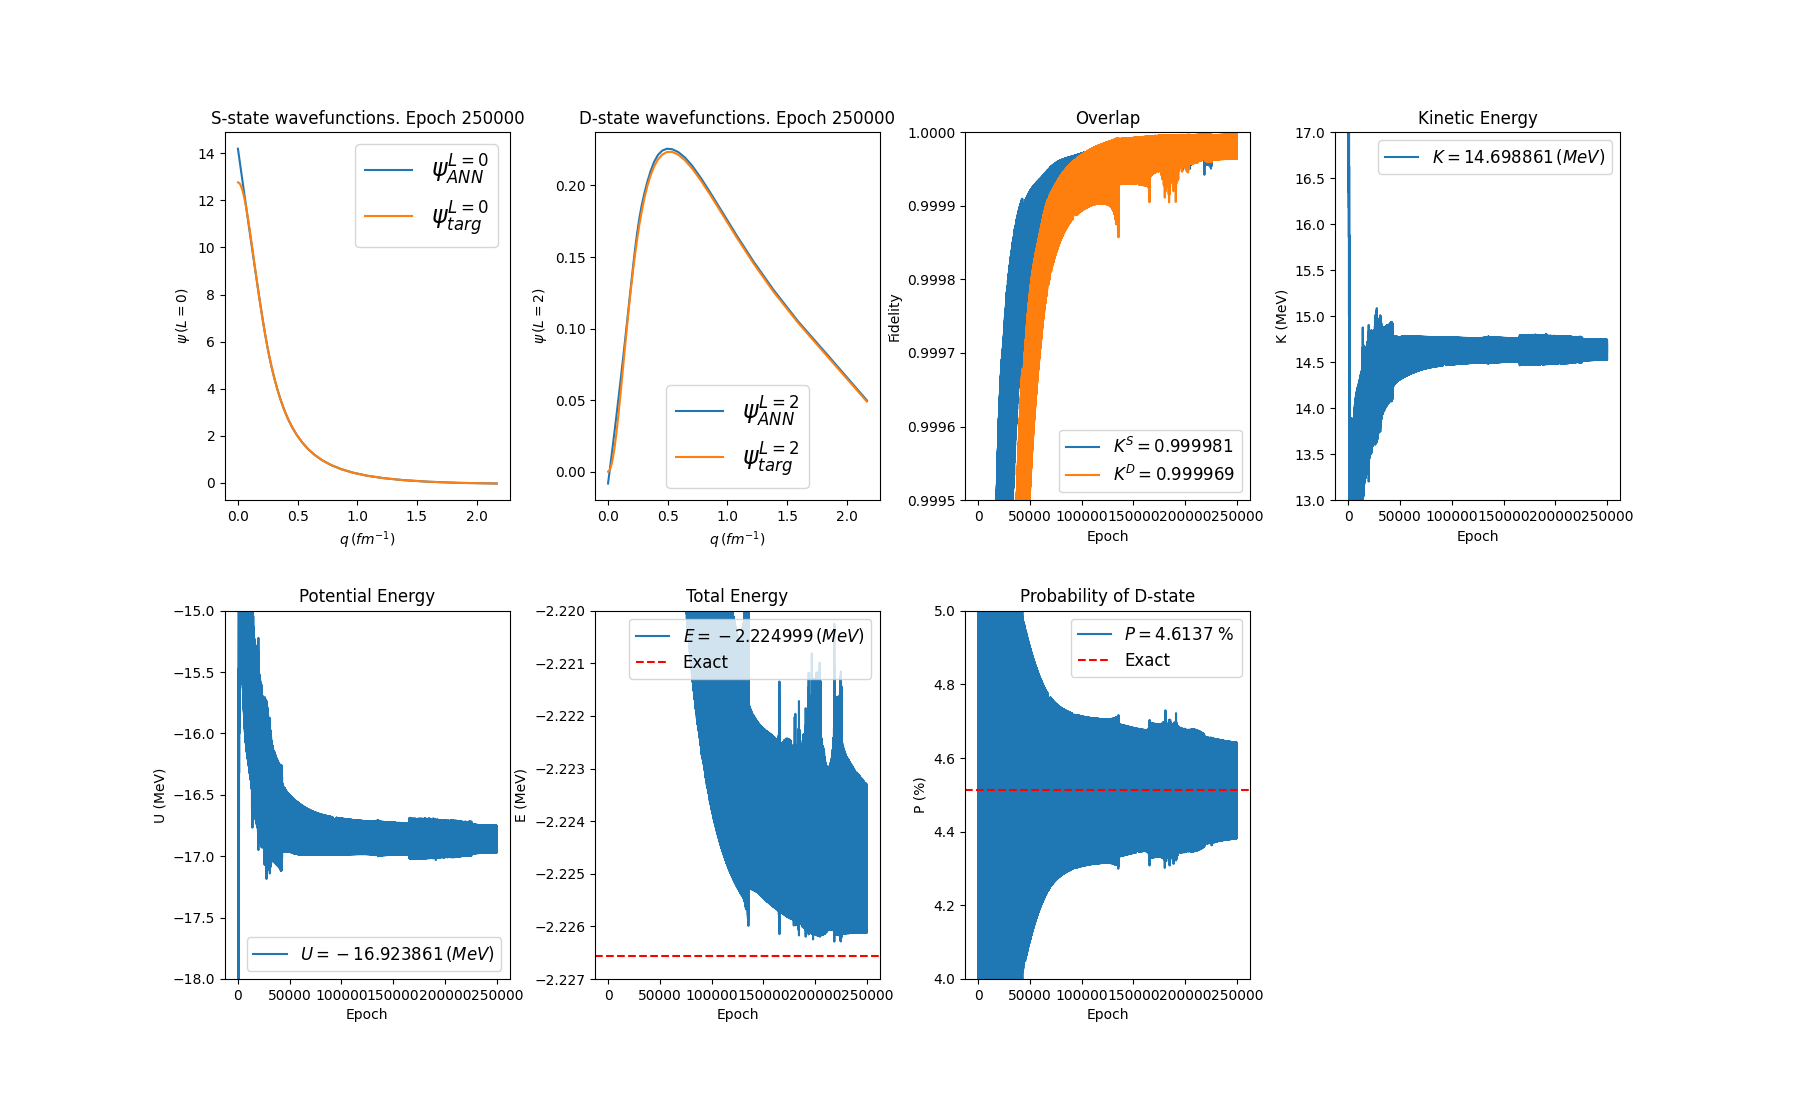 S-state wavefunctions. Epoch 250000
14
12
10
8
6
4
2
0
ψ(L = 0)
ψ_{ANN}^{L=0}
ψ_{targ}^{L=0}
0.0 0.5 1.0 1.5 2.0
q (fm⁻¹)
D-state wavefunctions. Epoch 250000
0.20
0.15
0.10
0.05
0.00
ψ(L = 2)
ψ_{ANN}^{L=2}
ψ_{targ}^{L=2}
0.0 0.5 1.0 1.5 2.0
q (fm⁻¹)
Overlap
1.0000
0.9999
0.9998
0.9997
0.9996
0.9995
Fidelity
K^S = 0.999981
K^D = 0.999969
0 50000 100000 150000 200000 250000
Epoch
Kinetic Energy
17.0
16.5
16.0
15.5
15.0
14.5
14.0
13.5
13.0
K (MeV)
K = 14.698861 (MeV)
0 50000 100000 150000 200000 250000
Epoch
Potential Energy
−15.0
−15.5
−16.0
−16.5
−17.0
−17.5
−18.0
U (MeV)
U = −16.923861 (MeV)
0 50000 100000 150000 200000 250000
Epoch
Total Energy
−2.220
−2.221
−2.222
−2.223
−2.224
−2.225
−2.226
−2.227
E (MeV)
E = −2.224999 (MeV)
Exact
0 50000 100000 150000 200000 250000
Epoch
Probability of D-state
5.0
4.8
4.6
4.4
4.2
4.0
P (%)
P = 4.6137 %
Exact
0 50000 100000 150000 200000 250000
Epoch